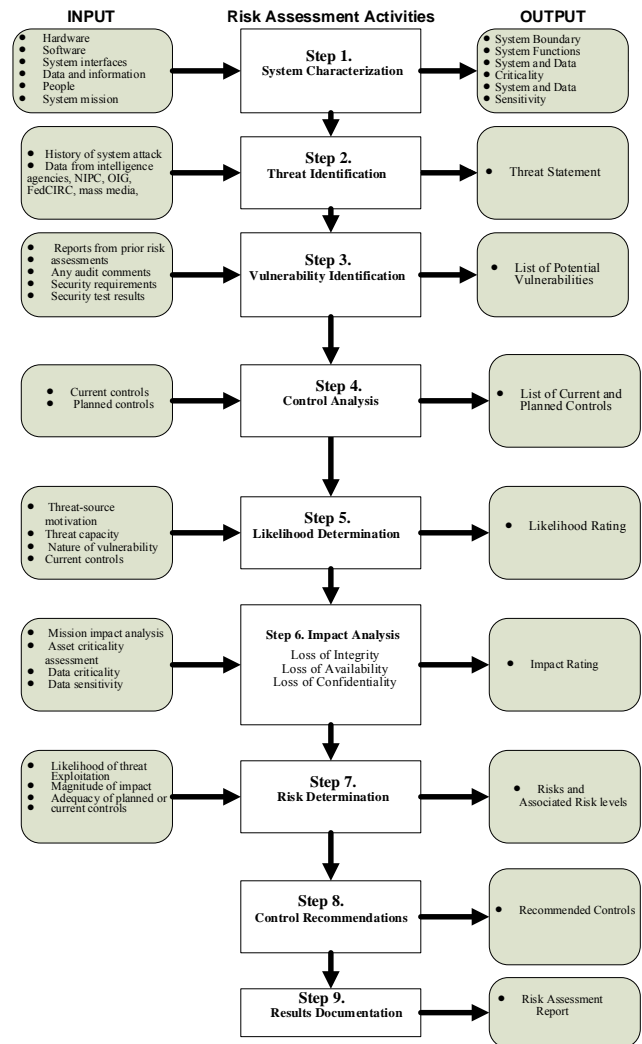 INPUT
Risk Assessment Activities
OUTPUT
● Hardware
● Software
● System interfaces
● Data and information
● People
● System mission
Step 1.
System Characterization
● System Boundary
● System Functions
● System and Data
● Criticality
● System and Data
● Sensitivity
● History of system attack
● Data from intelligence
agencies, NIPC, OIG,
FedCIRC, mass media,
Step 2.
Threat Identification
● Threat Statement
● Reports from prior risk
● assessments
● Any audit comments
● Security requirements
● Security test results
Step 3.
Vulnerability Identification
● List of Potential
Vulnerabilities
● Current controls
● Planned controls
Step 4.
Control Analysis
● List of Current and
Planned Controls
● Threat-source
motivation
● Threat capacity
● Nature of vulnerability
● Current controls
Step 5.
Likelihood Determination
● Likelihood Rating
● Mission impact analysis
● Asset criticality
assessment
● Data criticality
● Data sensitivity
Step 6. Impact Analysis
Loss of Integrity
Loss of Availability
Loss of Confidentiality
● Impact Rating
● Likelihood of threat
Exploitation
● Magnitude of impact
● Adequacy of planned or
● current controls
Step 7.
Risk Determination
● Risks and
Associated Risk levels
Step 8.
Control Recommendations
● Recommended Controls
Step 9.
Results Documentation
● Risk Assessment
Report